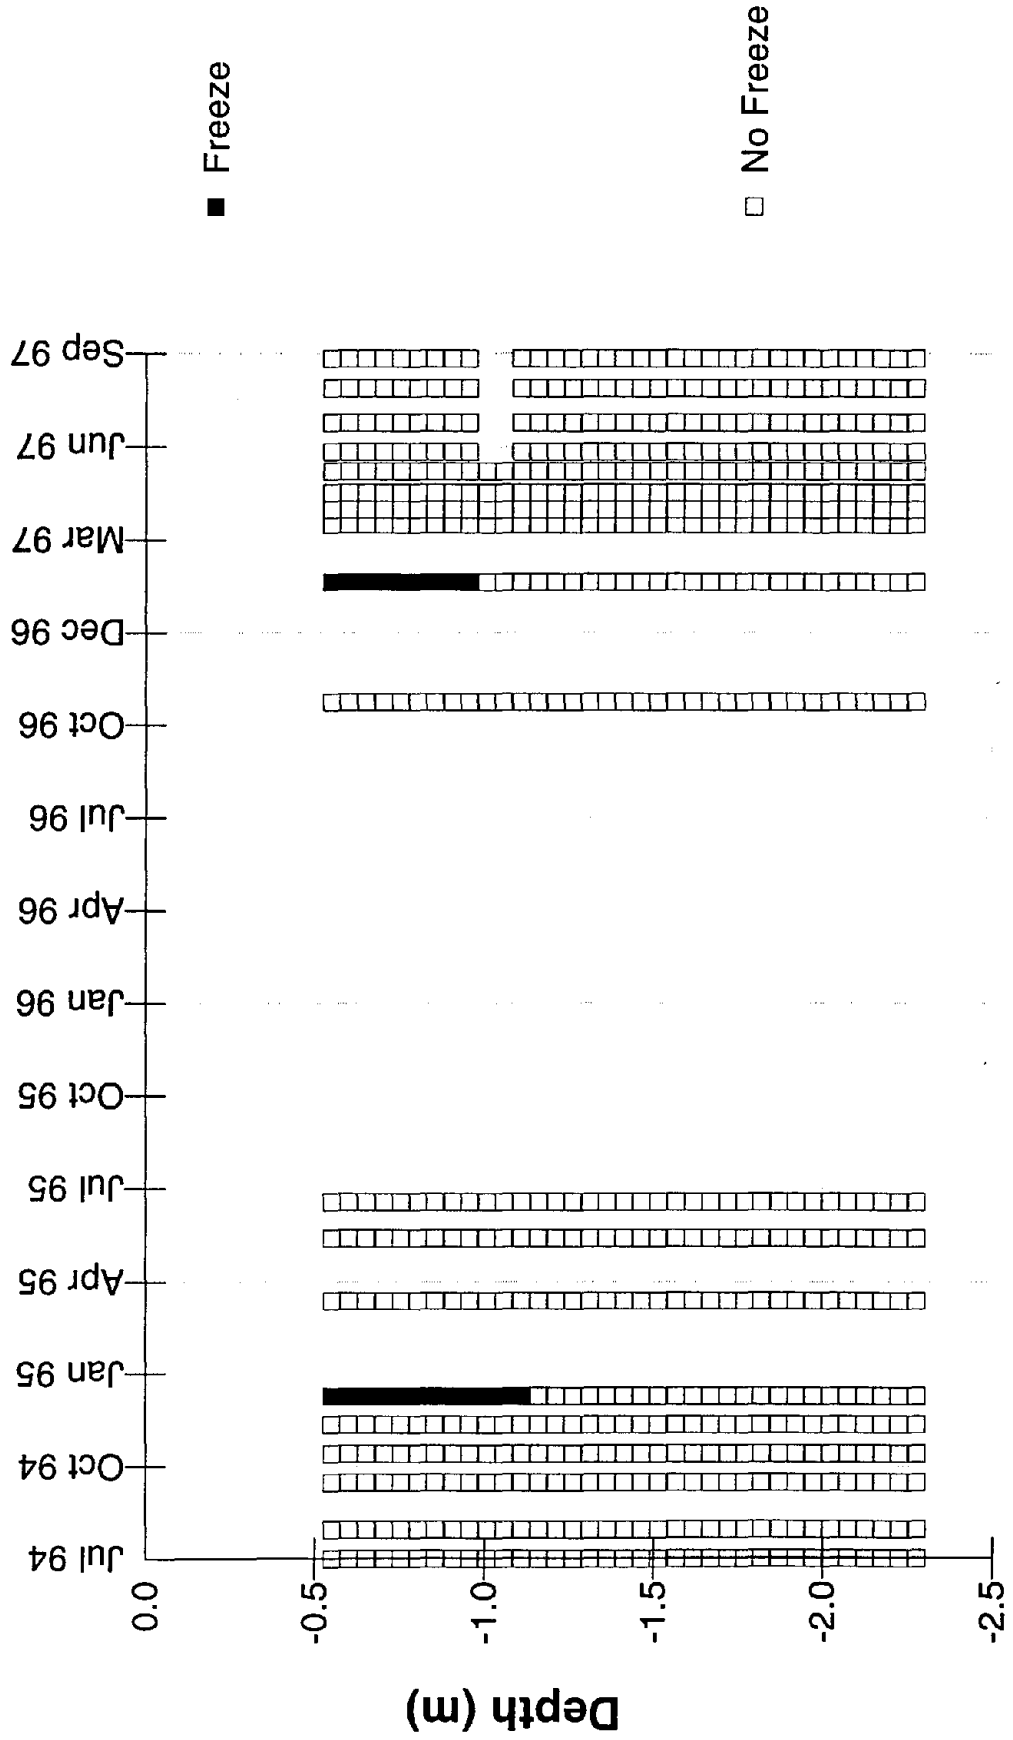 Depth (m)
0.0
-0.5
-1.0
-1.5
-2.0
-2.5
Jul 94
Oct 94
Jan 95
Apr 95
Jul 95
Oct 95
Jan 96
Apr 96
Jul 96
Oct 96
Dec 96
Mar 97
Jun 97
Sep 97
Freeze
No Freeze